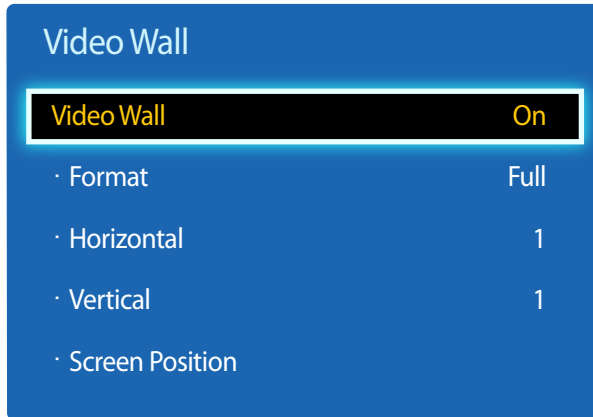 Video Wall
Video Wall On
· Format Full
· Horizontal 1
· Vertical 1
· Screen Position